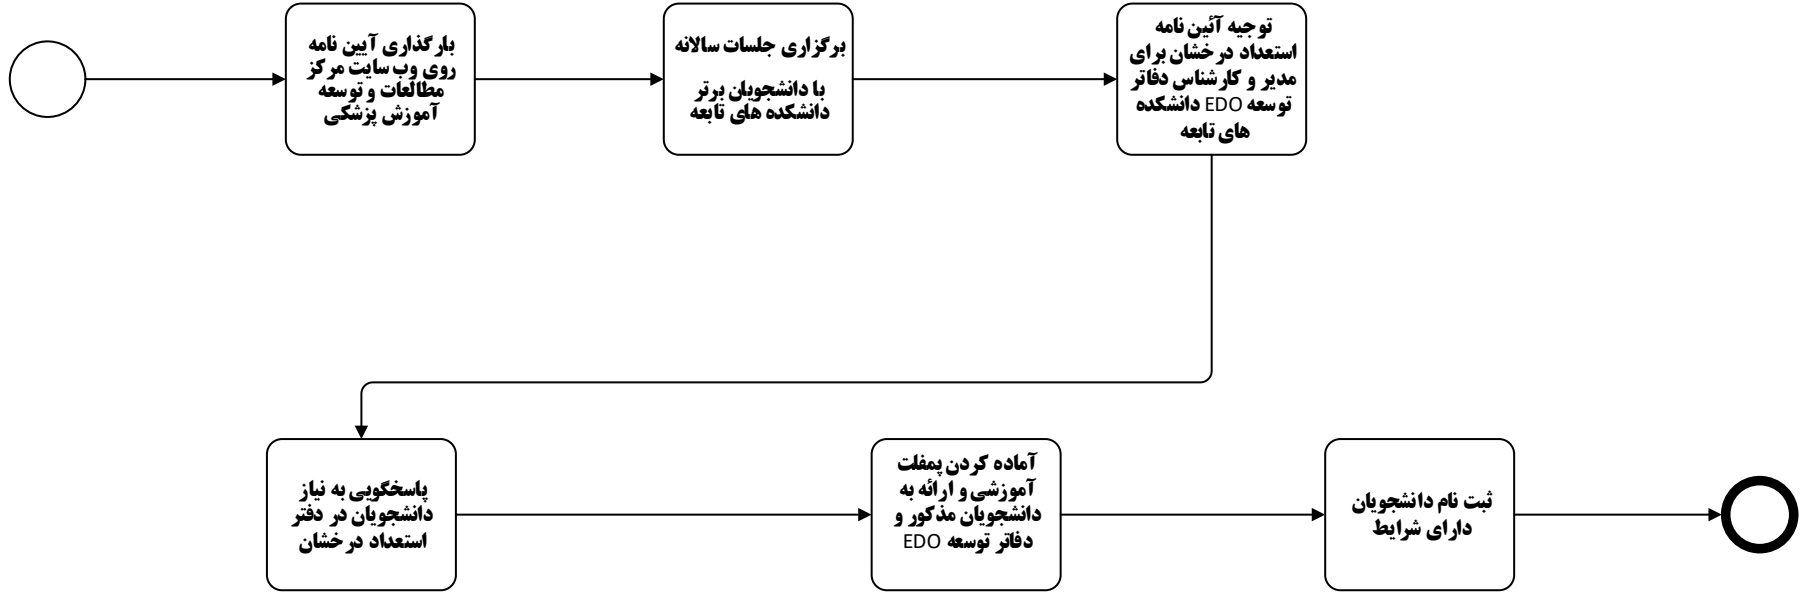 بارگذاری آیین نامه
روی وب سایت مرکز
مطالعات و توسعه
آموزش پزشکی
برگزاری جلسات سالانه
با دانشجویان برتر
دانشکده های تابعه
توجیه آئین نامه
استعداد درخشان برای
مدیر و کارشناس دفاتر
توسعه EDO دانشکده
های تابعه
پاسخگویی به نیاز
دانشجویان در دفتر
استعداد درخشان
آماده کردن پمفلت
آموزشی و ارائه به
دانشجویان مذکور و
دفاتر توسعه EDO
ثبت نام دانشجویان
دارای شرایط